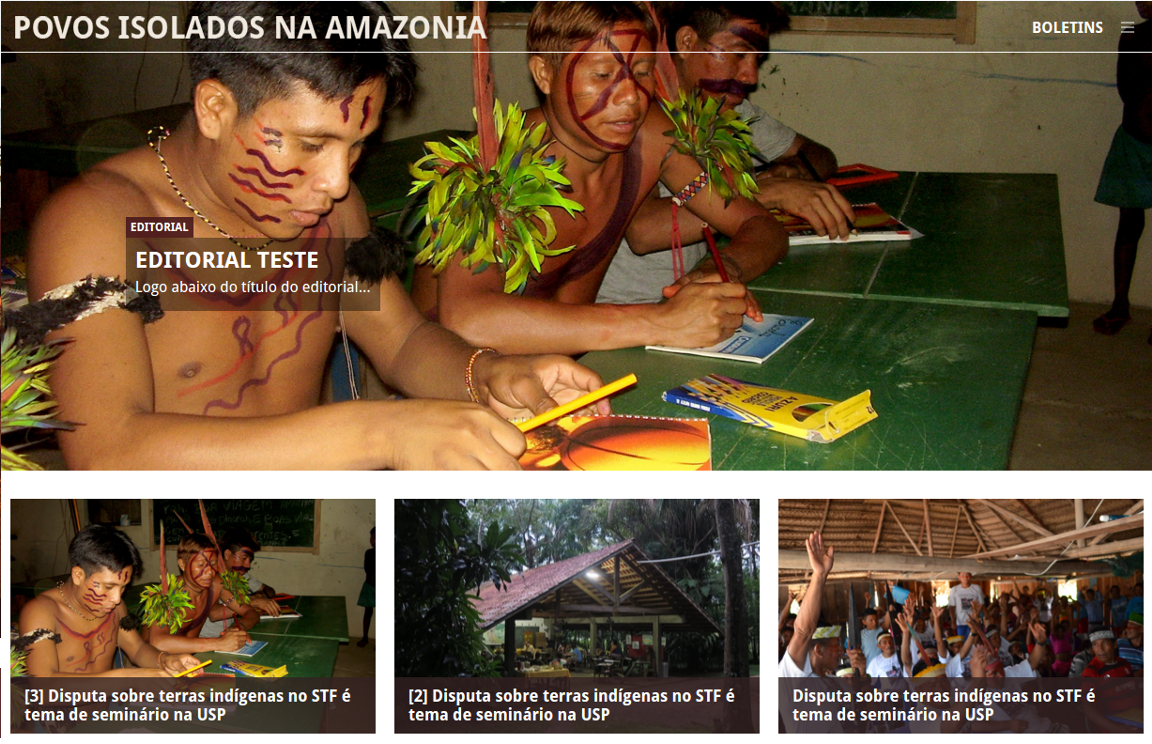 POVOS ISOLADOS NA AMAZONIA
BOLETINS
EDITORIAL
EDITORIAL TESTE
Logo abaixo do título do editorial...
[3] Disputa sobre terras indígenas no STF é
tema de seminário na USP
[2] Disputa sobre terras indígenas no STF é
tema de seminário na USP
Disputa sobre terras indígenas no STF é
tema de seminário na USP